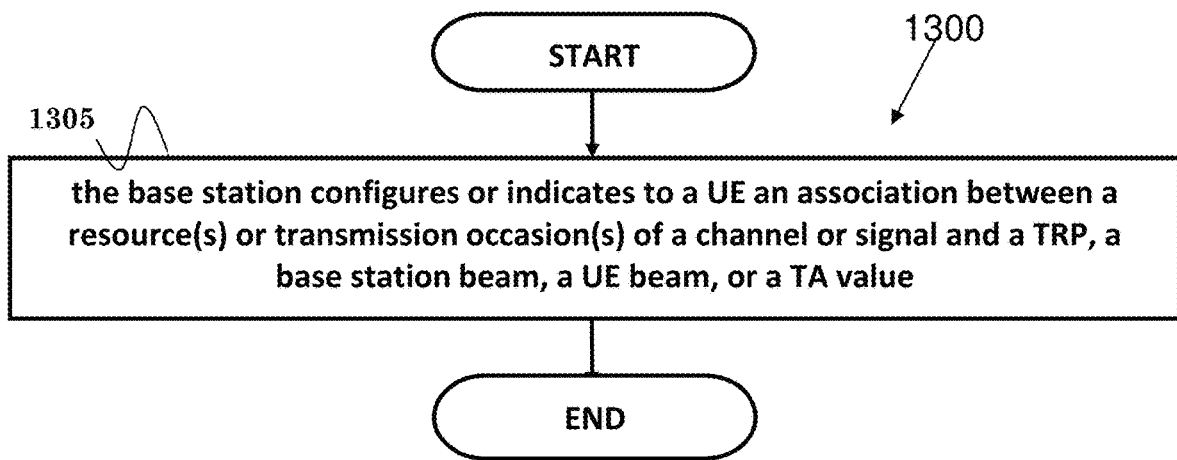 START
1300
1305
the base station configures or indicates to a UE an association between a
resource(s) or transmission occasion(s) of a channel or signal and a TRP, a
base station beam, a UE beam, or a TA value
END